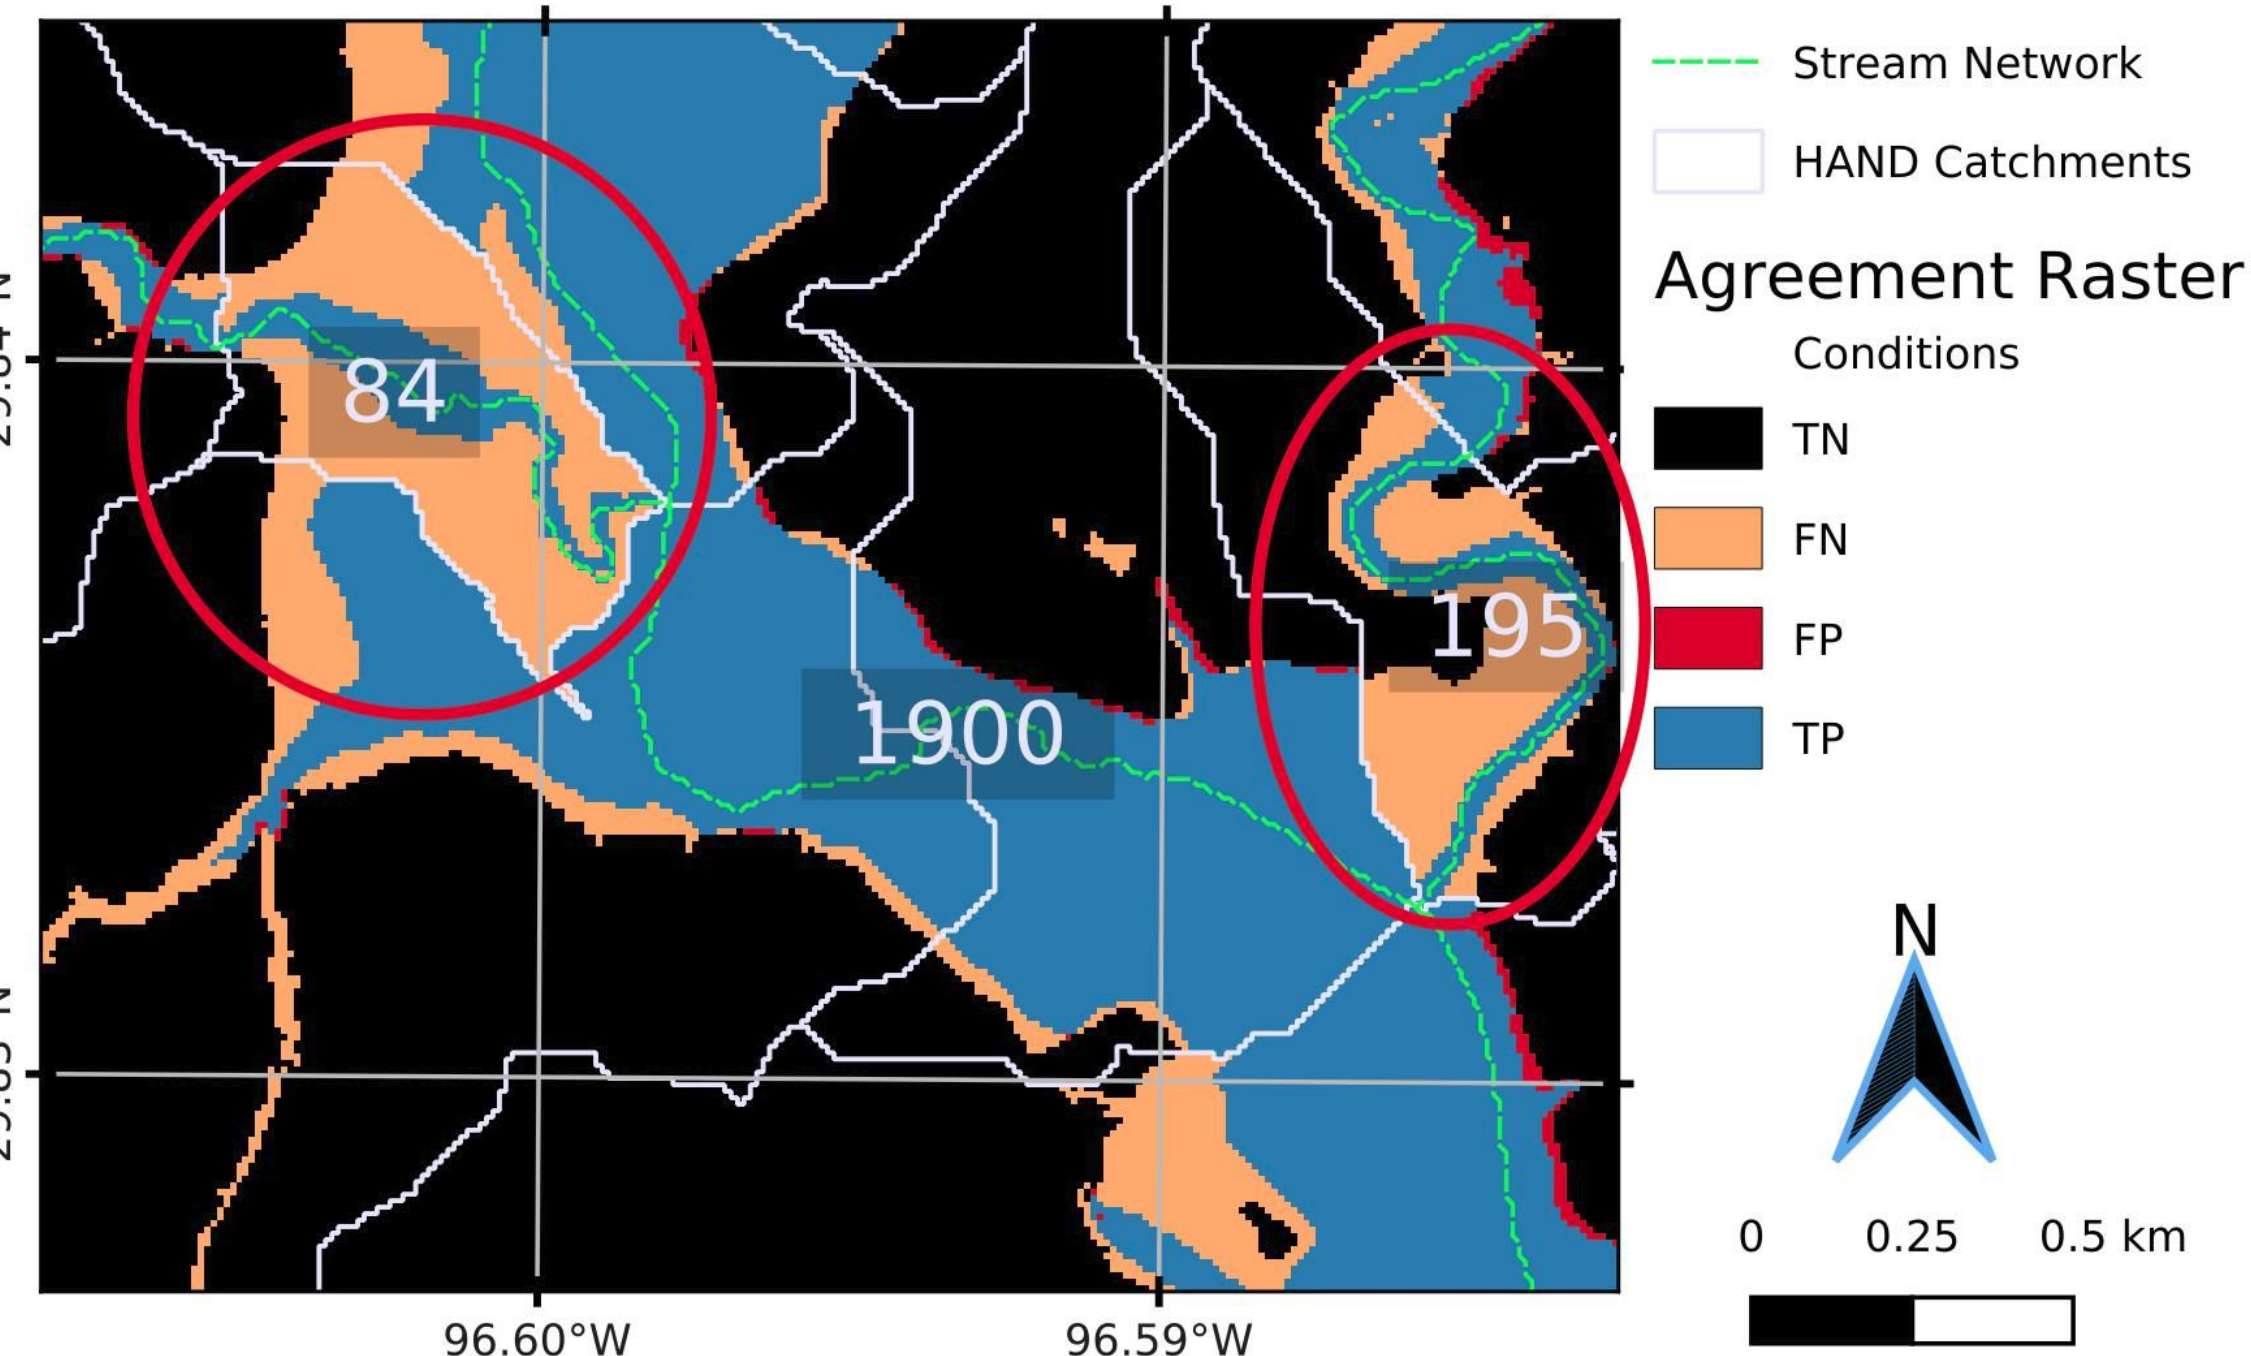 Stream Network
HAND Catchments
Agreement Raster
Conditions
TN
FN
FP
TP
84
195
1900
N
0 0.25 0.5 km
96.60°W 96.59°W